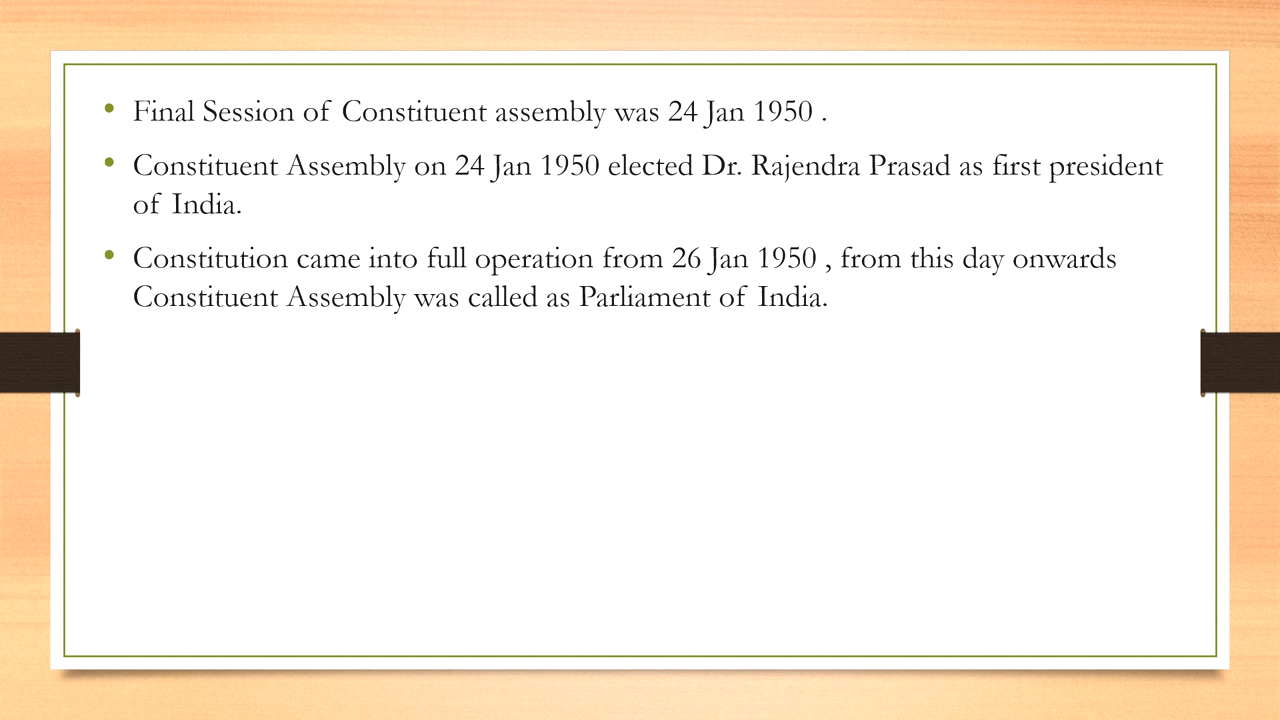 • Final Session of Constituent assembly was 24 Jan 1950 .
• Constituent Assembly on 24 Jan 1950 elected Dr. Rajendra Prasad as first president
of India.
• Constitution came into full operation from 26 Jan 1950 , from this day onwards
Constituent Assembly was called as Parliament of India.